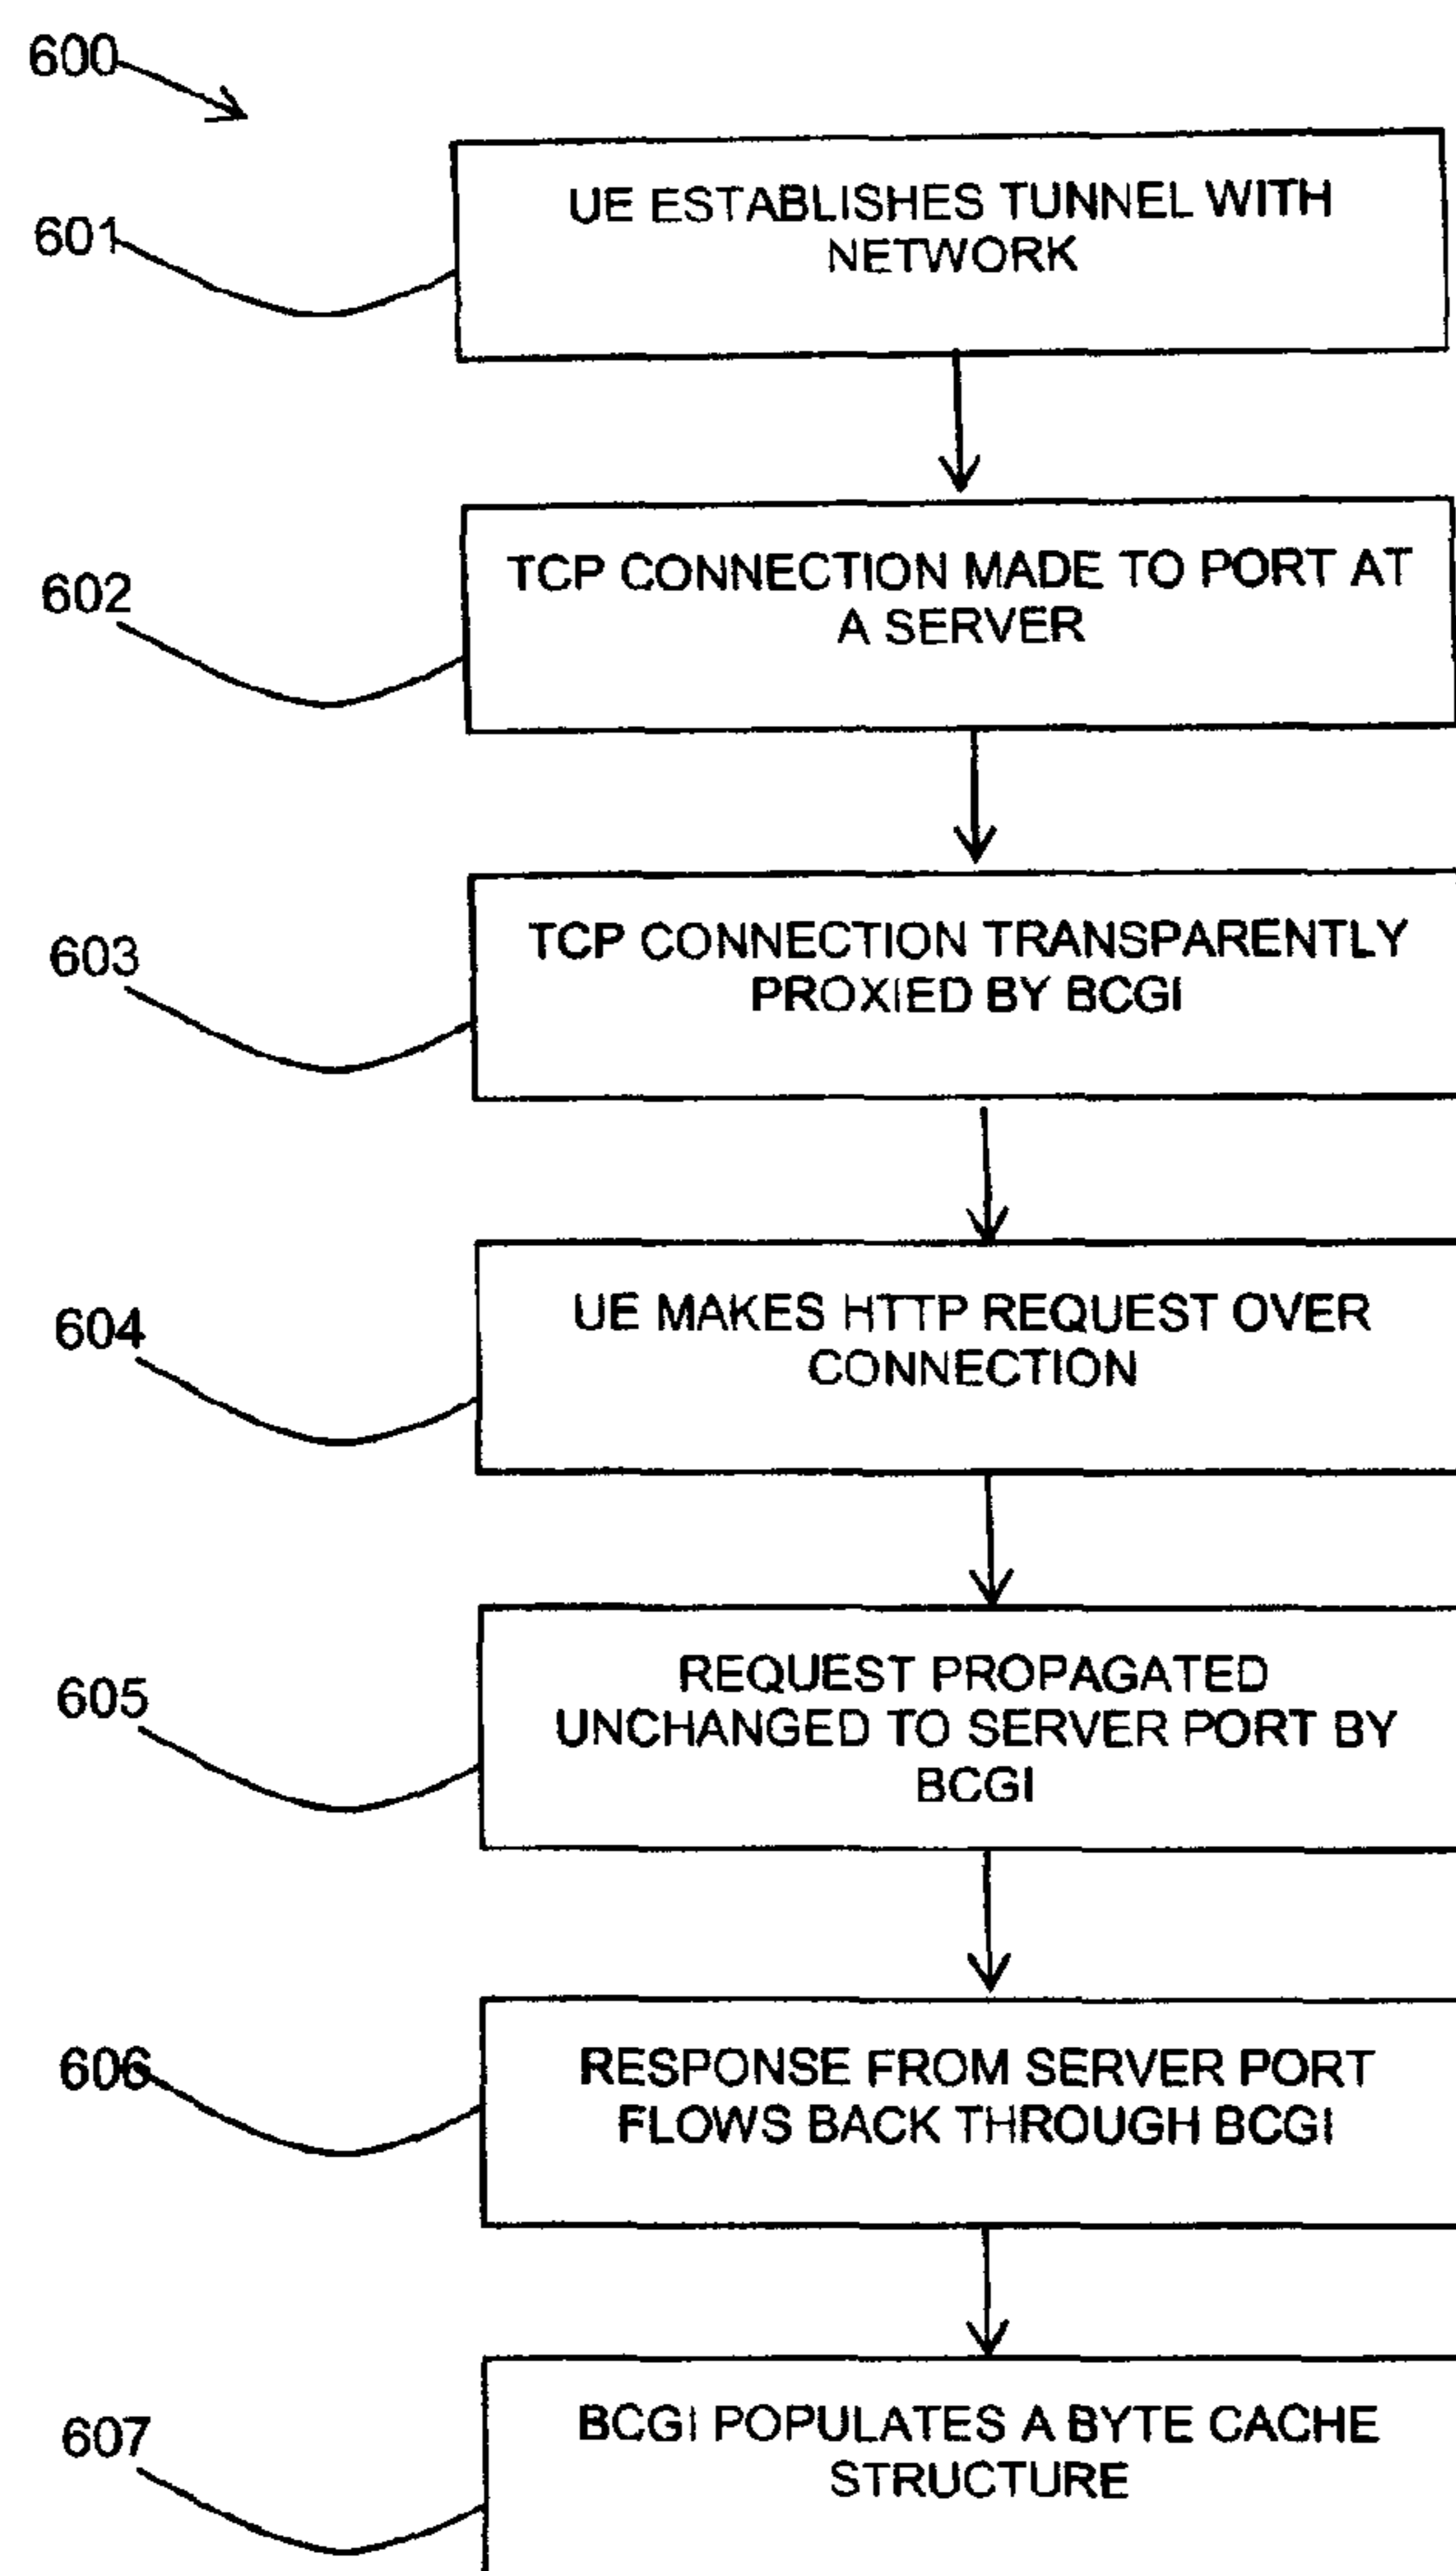 600
601
UE ESTABLISHES TUNNEL WITH
NETWORK
602
TCP CONNECTION MADE TO PORT AT
A SERVER
603
TCP CONNECTION TRANSPARENTLY
PROXIED BY BCGI
604
UE MAKES HTTP REQUEST OVER
CONNECTION
605
REQUEST PROPAGATED
UNCHANGED TO SERVER PORT BY
BCGI
606
RESPONSE FROM SERVER PORT
FLOWS BACK THROUGH BCGI
607
BCGI POPULATES A BYTE CACHE
STRUCTURE